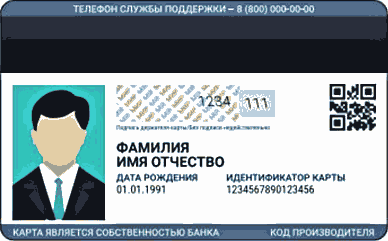 ТЕЛЕФОН СЛУЖБЫ ПОДДЕРЖКИ – 8 (800) 000-00-00
1234 111
Подпись держателя карты/Без подписи недействительно
ФАМИЛИЯ
ИМЯ ОТЧЕСТВО
ДАТА РОЖДЕНИЯ ИДЕНТИФИКАТОР КАРТЫ
01.01.1991 1234567890123456
КАРТА ЯВЛЯЕТСЯ СОБСТВЕННОСТЬЮ БАНКА КОД ПРОИЗВОДИТЕЛЯ